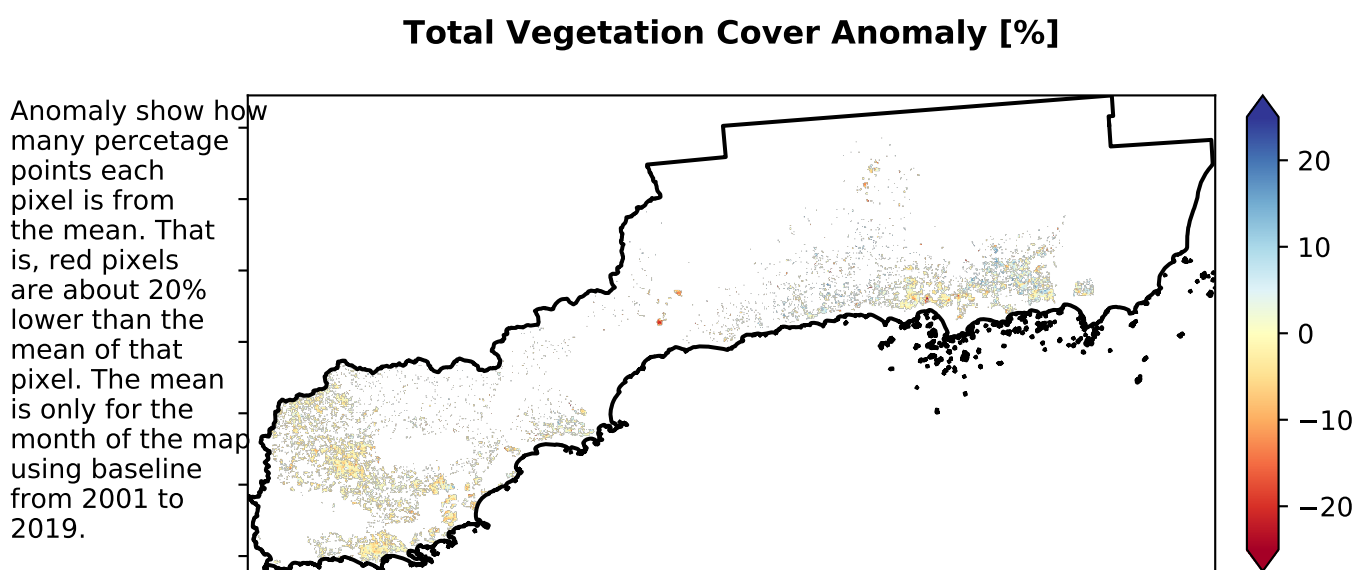 Total Vegetation Cover Anomaly [%]
Anomaly show how
many percetage
points each
pixel is from
the mean. That
is, red pixels
are about 20%
lower than the
mean of that
pixel. The mean
is only for the
month of the map
using baseline
from 2001 to
2019.
20
10
0
−10
−20